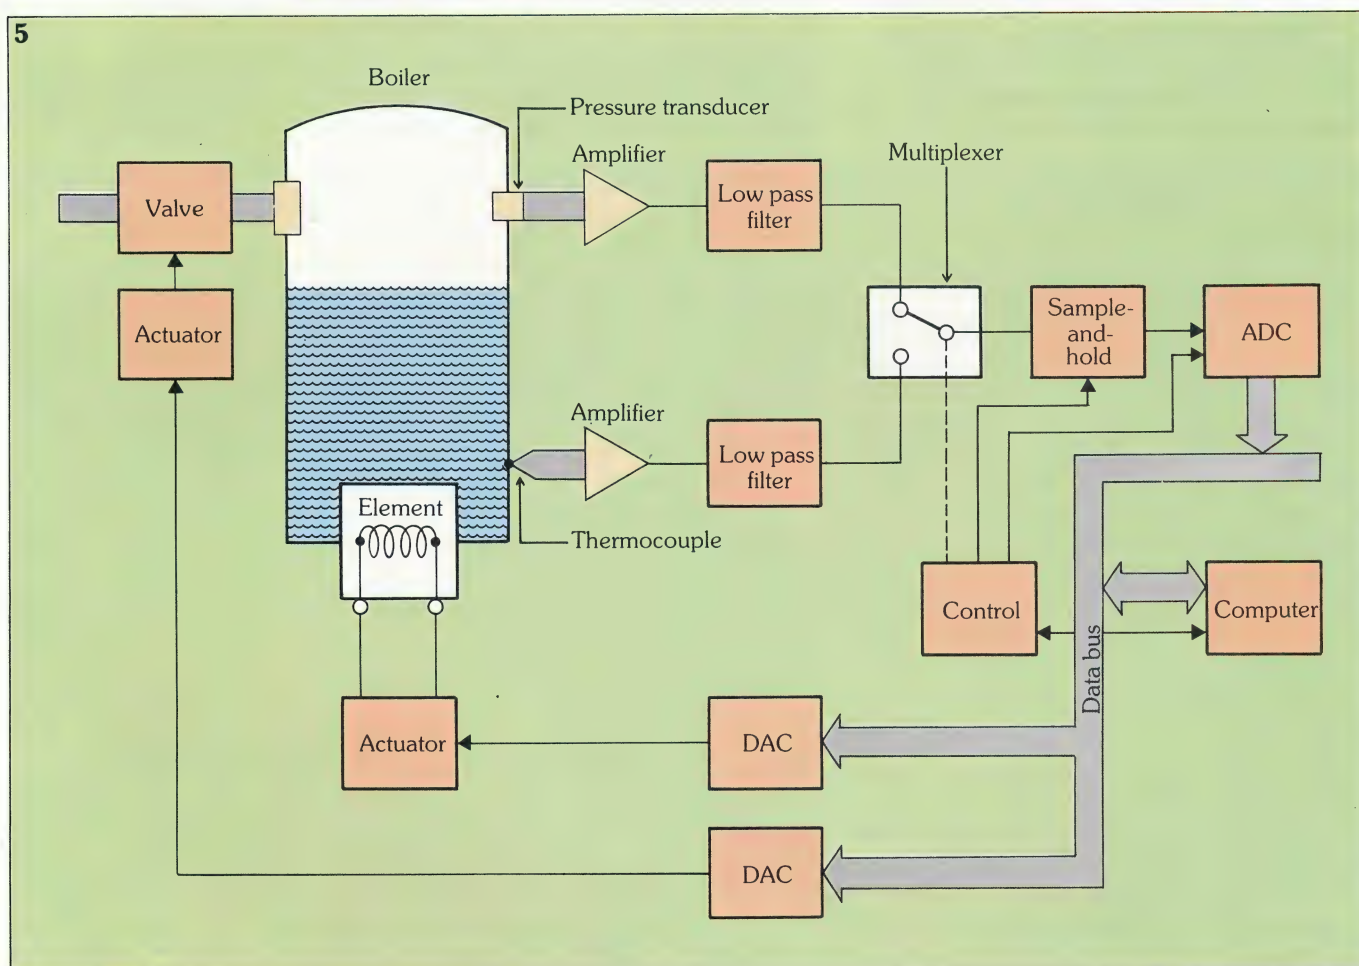 5
Boiler
Pressure transducer
Amplifier
Multiplexer
Valve
Low pass
filter
Actuator
Sample-
and-
hold
ADC
Amplifier
Low pass
filter
Element
Thermocouple
Control
Computer
Data bus
Actuator
DAC
DAC